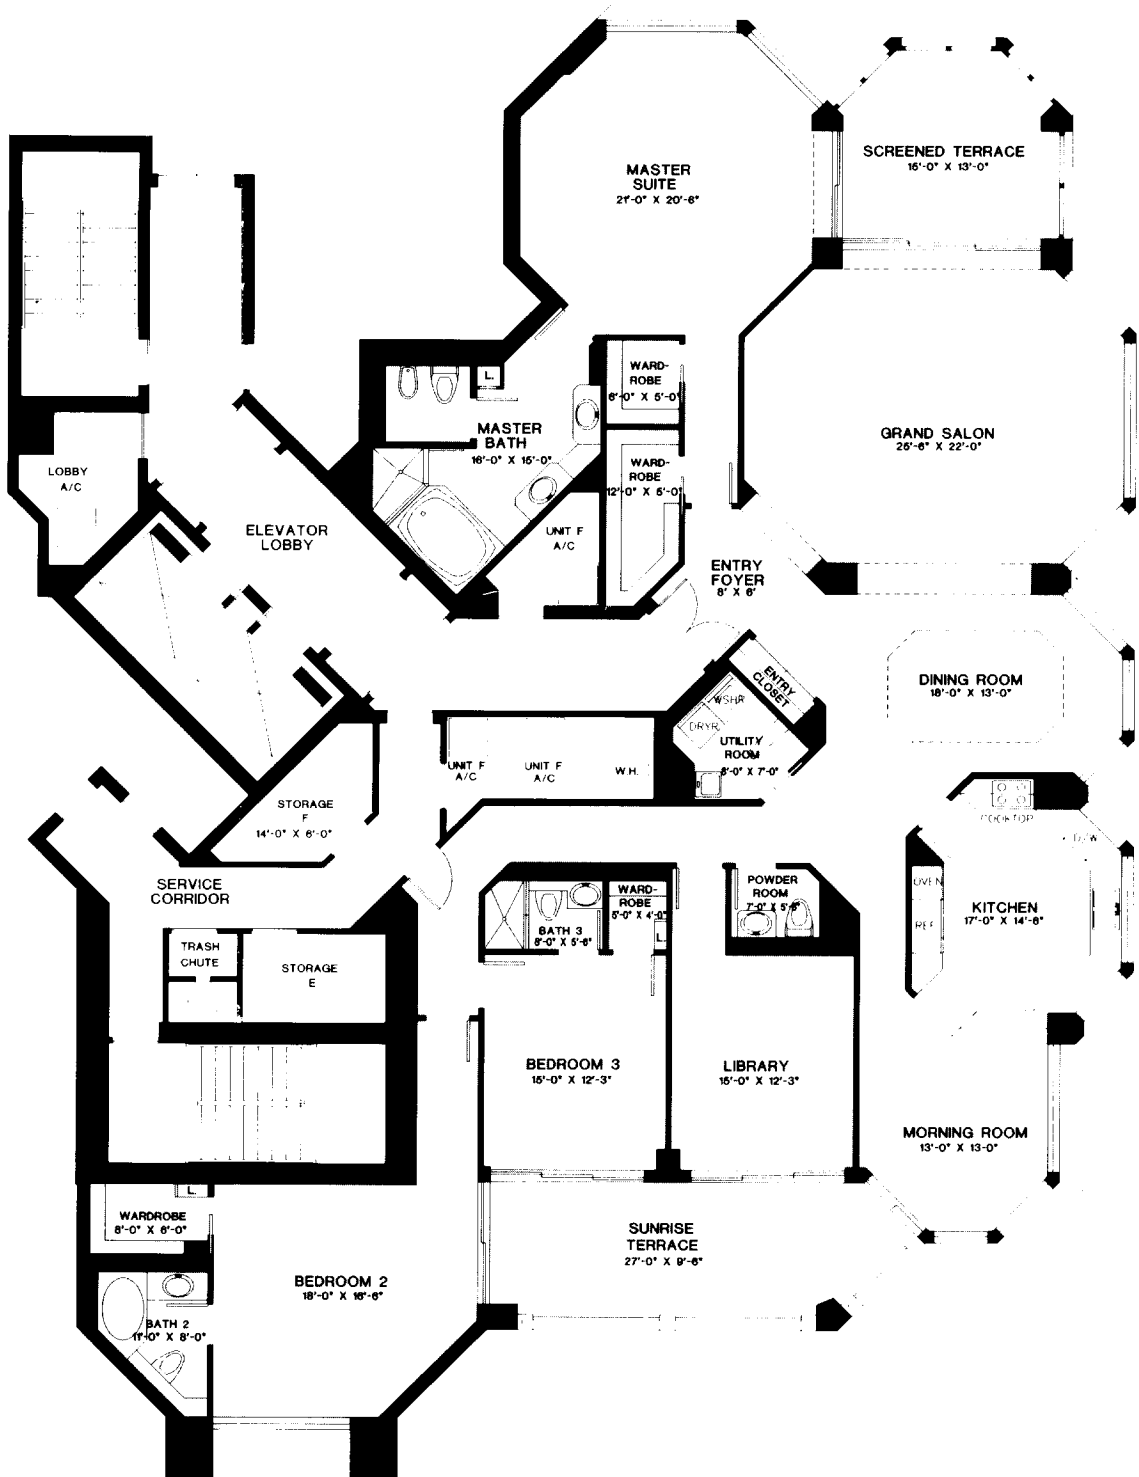 MASTER
SUITE
21'-0" X 20'-6"
SCREENED TERRACE
15'-0" X 13'-0"
WARD-
ROBE
6'-0" X 5'-0"
L.
MASTER
BATH
16'-0" X 15'-0"
GRAND SALON
25'-6" X 22'-0"
LOBBY
A/C
WARD-
ROBE
12'-0" X 5'-0"
ELEVATOR
LOBBY
UNIT F
A/C
ENTRY
FOYER
8' X 6'
ENTRY
CLOSET
DINING ROOM
18'-0" X 13'-0"
WSHR
DRYR
UTILITY
ROOM
8'-0" X 7'-0"
UNIT F
A/C
UNIT F
A/C
W.H.
STORAGE
F
14'-0" X 6'-0"
COOKTOP
D/W
SERVICE
CORRIDOR
OVEN
REF
KITCHEN
17'-0" X 14'-6"
POWDER
ROOM
7'-0" X 5'-6"
WARD-
ROBE
5'-0" X 4'-0"
L
BATH 3
8'-0" X 5'-6"
TRASH
CHUTE
STORAGE
E
BEDROOM 3
15'-0" X 12'-3"
LIBRARY
15'-0" X 12'-3"
MORNING ROOM
13'-0" X 13-0"
L
WARDROBE
8'-0" X 6'-0"
SUNRISE
TERRACE
27'-0" X 9'-6"
BEDROOM 2
18'-0" X 16'-6"
BATH 2
11'-0" X 8'-0"